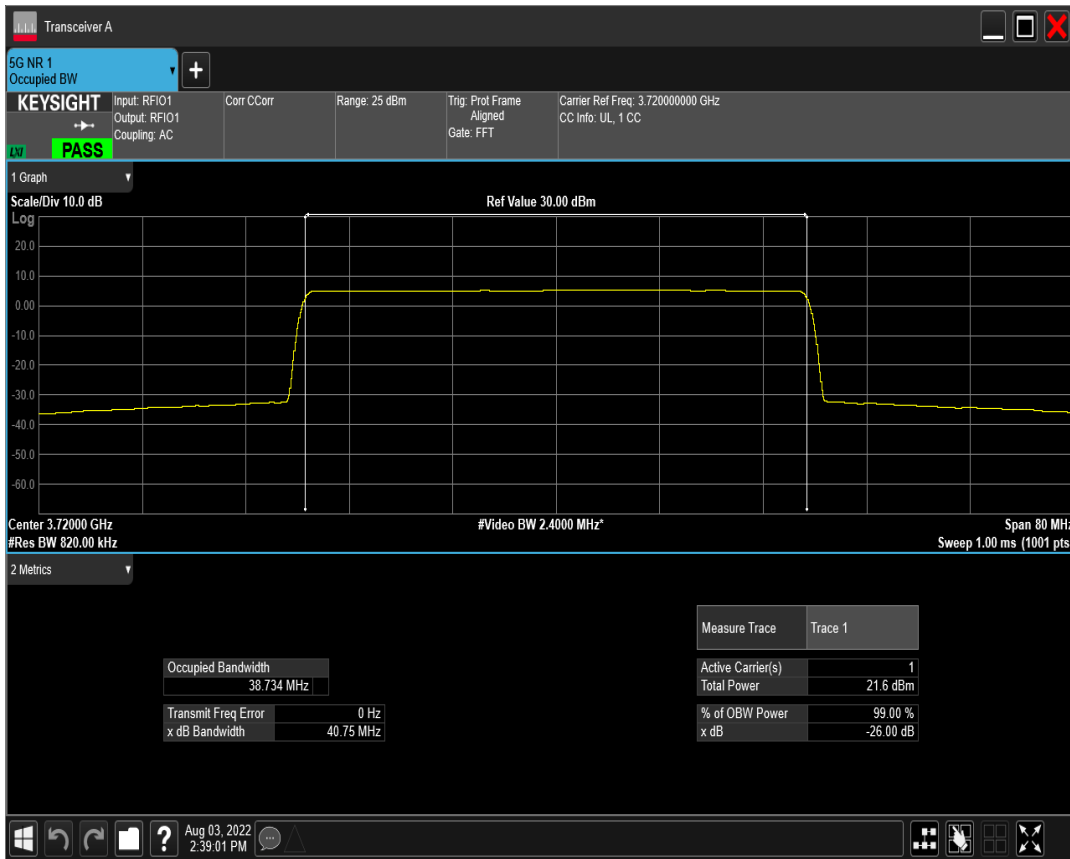 Transceiver A
5G NR 1
Occupied BW
+
KEYSIGHT
LXI
PASS
Input: RFIO1
Output: RFIO1
Coupling: AC
Corr CCorr
Range: 25 dBm
Trig: Prot Frame
Aligned
Gate: FFT
Carrier Ref Freq: 3.720000000 GHz
CC Info: UL, 1 CC
1 Graph
Scale/Div 10.0 dB
Ref Value 30.00 dBm
Log
20.0
10.0
0.00
-10.0
-20.0
-30.0
-40.0
-50.0
-60.0
Center 3.72000 GHz
#Video BW 2.4000 MHz*
Span 80 MHz
#Res BW 820.00 kHz
Sweep 1.00 ms (1001 pts
2 Metrics
Measure Trace Trace 1
Occupied Bandwidth
38.734 MHz
Active Carrier(s) 1
Total Power 21.6 dBm
Transmit Freq Error 0 Hz
x dB Bandwidth 40.75 MHz
% of OBW Power 99.00 %
x dB -26.00 dB
?
Aug 03, 2022
2:39:01 PM